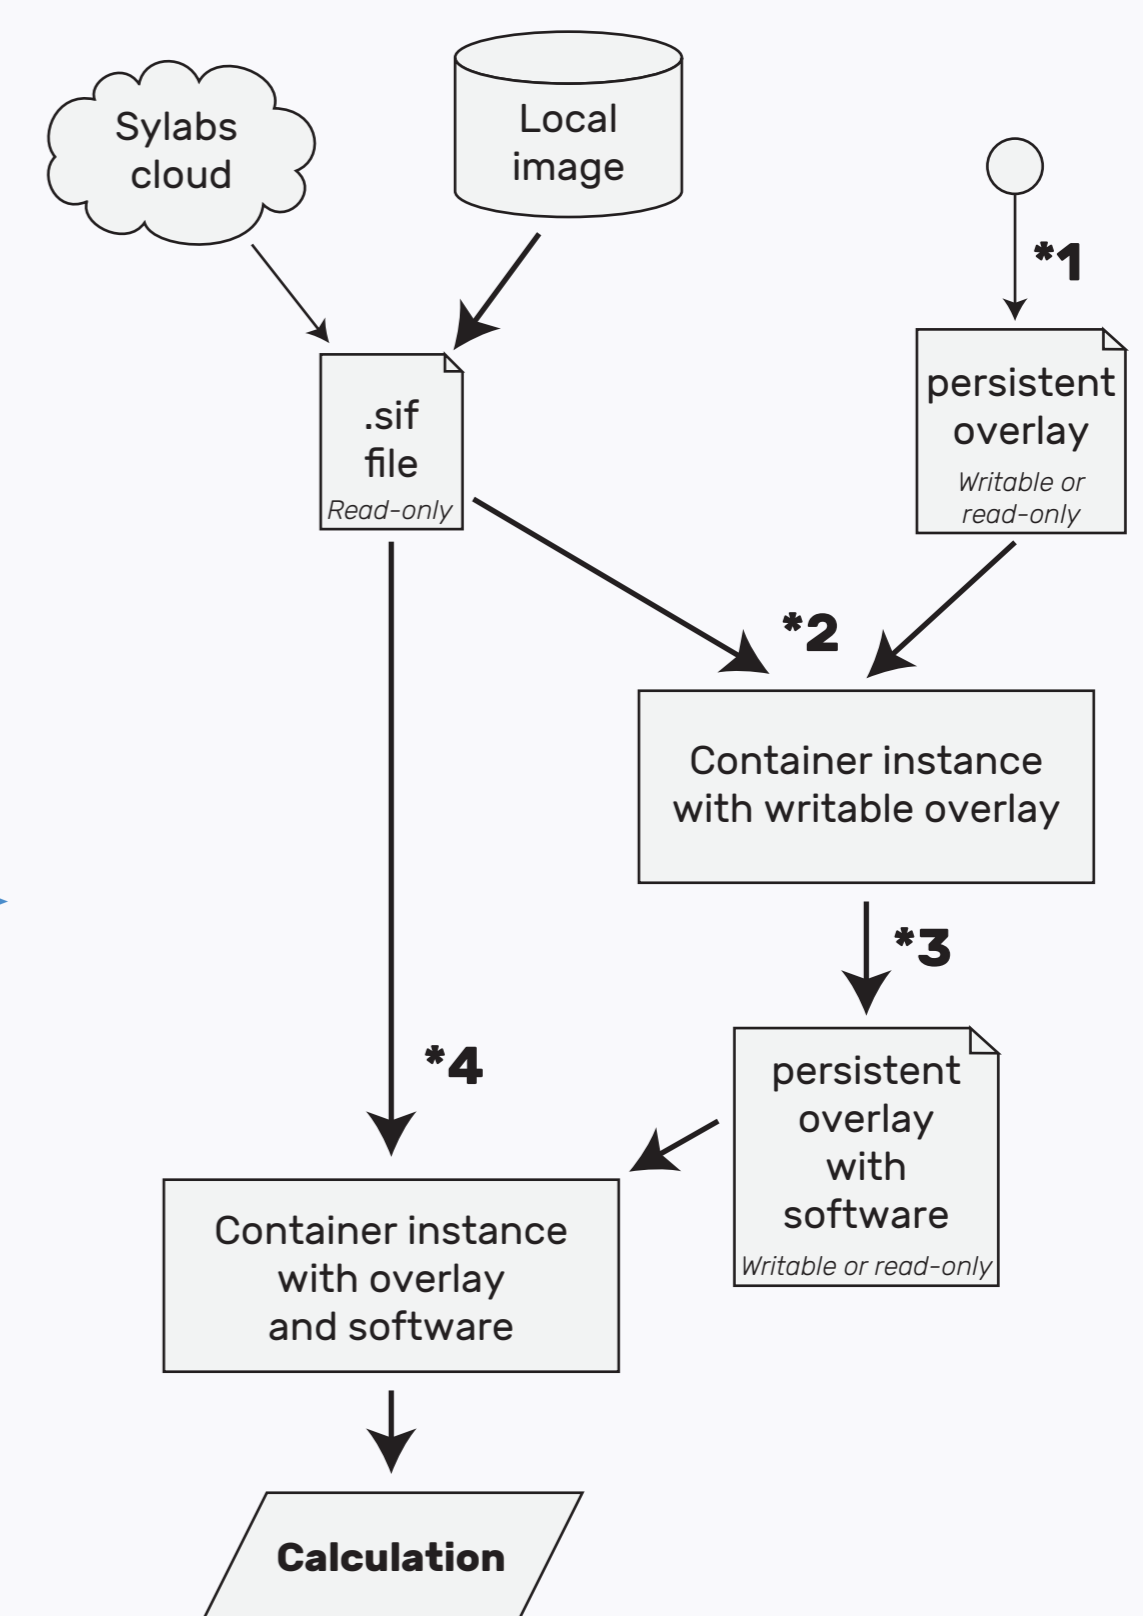 Sylabs
cloud
Local
image
*1
.sif
file
Read-only
persistent
overlay
Writable or
read-only
*2
Container instance
with writable overlay
*3
*4
persistent
overlay
with
software
Writable or read-only
Container instance
with overlay
and software
Calculation